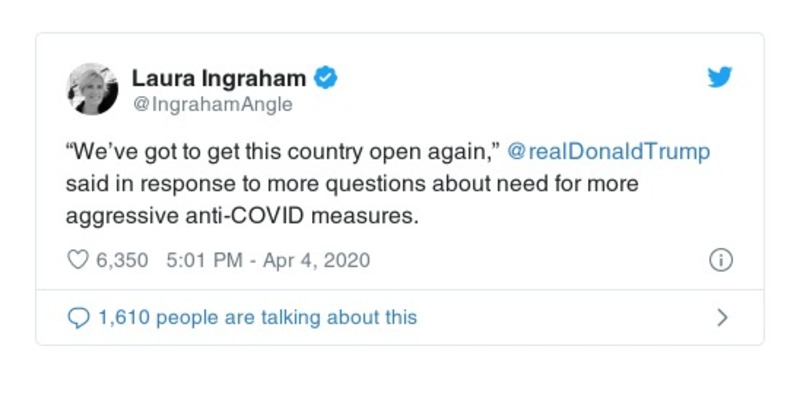 Laura Ingraham
@IngrahamAngle
“We’ve got to get this country open again,” @realDonaldTrump
said in response to more questions about need for more
aggressive anti-COVID measures.
6,350 5:01 PM - Apr 4, 2020
1,610 people are talking about this